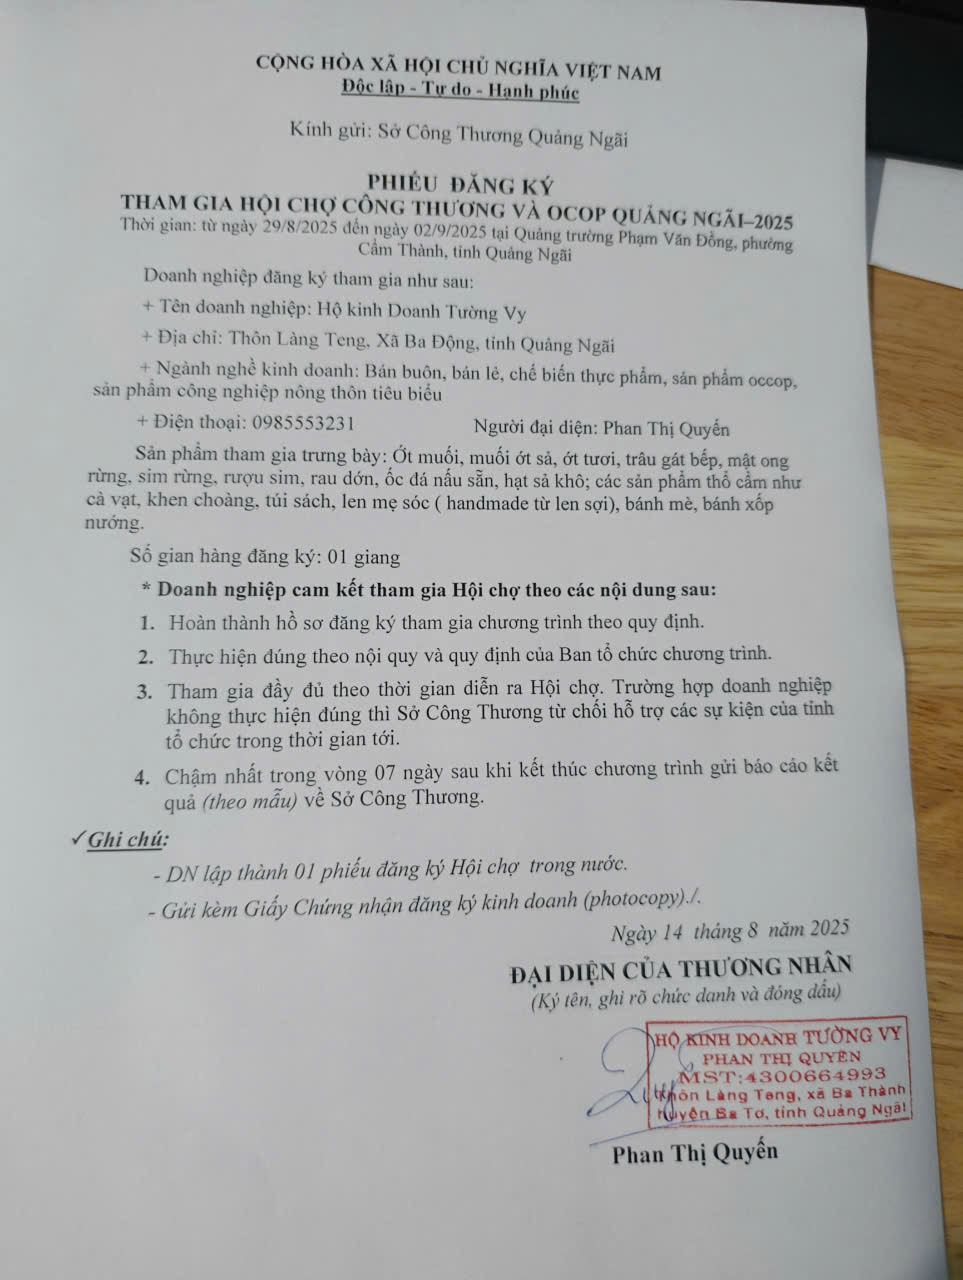 CỘNG HÒA XÃ HỘI CHỦ NGHĨA VIỆT NAM
Độc lập - Tự do - Hạnh phúc
Kính gửi: Sở Công Thương Quảng Ngãi
PHIẾU ĐĂNG KÝ
THAM GIA HỘI CHỢ CÔNG THƯƠNG VÀ OCOP QUẢNG NGÃI–2025
Thời gian: từ ngày 29/8/2025 đến ngày 02/9/2025 tại Quảng trường Phạm Văn Đồng, phường
Cẩm Thành, tỉnh Quảng Ngãi
Doanh nghiệp đăng ký tham gia như sau:
+ Tên doanh nghiệp: Hộ kinh Doanh Tường Vy
+ Địa chỉ: Thôn Làng Teng, Xã Ba Động, tỉnh Quảng Ngãi
+ Ngành nghề kinh doanh: Bán buôn, bán lẻ, chế biến thực phẩm, sản phẩm occop,
sản phẩm công nghiệp nông thôn tiêu biểu
+ Điện thoại: 0985553231 Người đại diện: Phan Thị Quyến
Sản phẩm tham gia trưng bày: Ớt muối, muối ớt sả, ớt tươi, trâu gát bếp, mật ong
rừng, sim rừng, rượu sim, rau dớn, ốc đá nấu sẵn, hạt sả khô; các sản phẩm thổ cẩm như
cà vạt, khen choàng, túi sách, len mẹ sóc ( handmade từ len sợi), bánh mè, bánh xốp
nướng.
Số gian hàng đăng ký: 01 giang
* Doanh nghiệp cam kết tham gia Hội chợ theo các nội dung sau:
1. Hoàn thành hồ sơ đăng ký tham gia chương trình theo quy định.
2. Thực hiện đúng theo nội quy và quy định của Ban tổ chức chương trình.
3. Tham gia đầy đủ theo thời gian diễn ra Hội chợ. Trường hợp doanh nghiệp
không thực hiện đúng thì Sở Công Thương từ chối hỗ trợ các sự kiện của tỉnh
tổ chức trong thời gian tới.
4. Chậm nhất trong vòng 07 ngày sau khi kết thúc chương trình gửi báo cáo kết
quả (theo mẫu) về Sở Công Thương.
✓ Ghi chú:
- DN lập thành 01 phiếu đăng ký Hội chợ trong nước.
- Gửi kèm Giấy Chứng nhận đăng ký kinh doanh (photocopy)./.
Ngày 14 tháng 8 năm 2025
ĐẠI DIỆN CỦA THƯƠNG NHÂN
(Ký tên, ghi rõ chức danh và đóng dấu)
HỘ KINH DOANH TƯỜNG VY
PHAN THỊ QUYẾN
MST:4300664993
Thôn Làng Teng, xã Ba Thành
huyện Ba Tơ, tỉnh Quảng Ngãi
Phan Thị Quyến